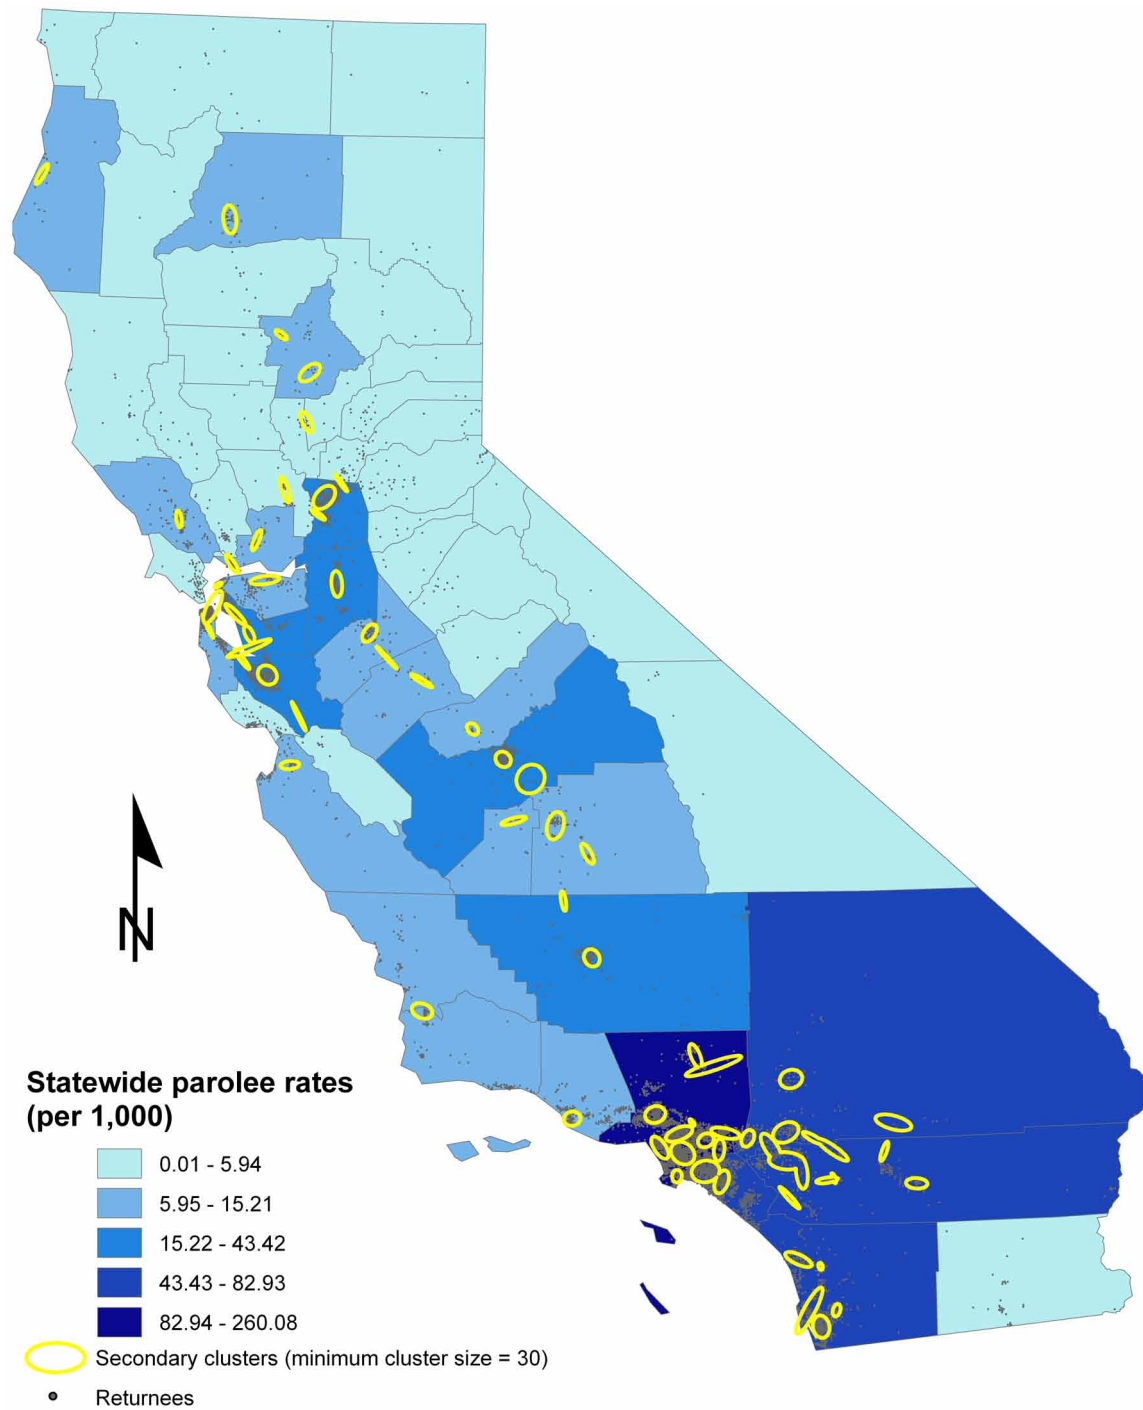 N
Statewide parolee rates
(per 1,000)
0.01 - 5.94
5.95 - 15.21
15.22 - 43.42
43.43 - 82.93
82.94 - 260.08
Secondary clusters (minimum cluster size = 30)
Returnees